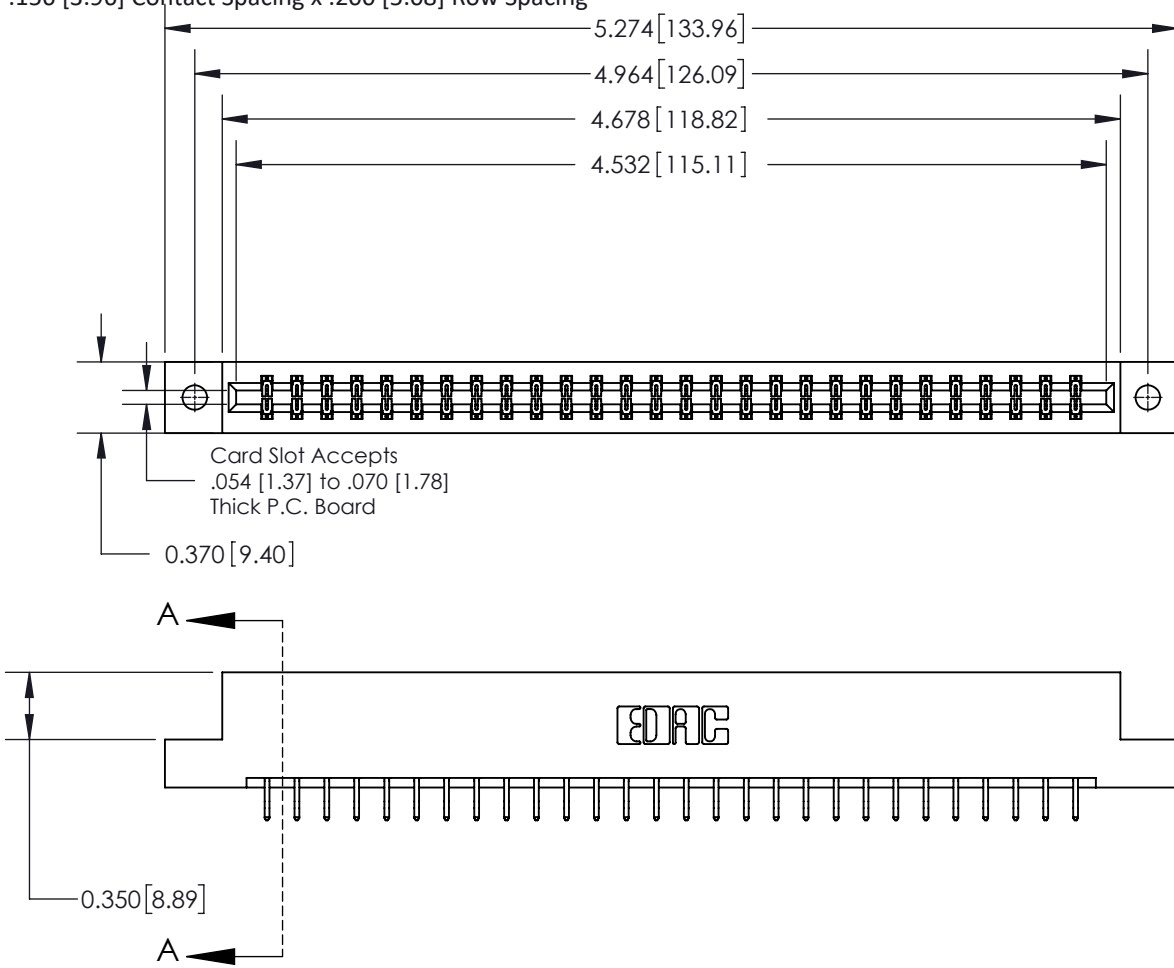 .156 [3.96] Contact Spacing x .200 [5.08] Row Spacing
5.274[133.96]
4.964[126.09]
4.678[118.82]
4.532[115.11]
Card Slot Accepts
.054 [1.37] to .070 [1.78]
Thick P.C. Board
0.370[9.40]
A
EDAC
0.350[8.89]
A